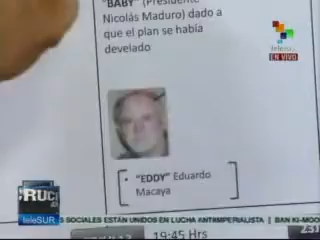 "BABY" (Presidente
Nicolás Maduro) dado a
que el plan se había
develado
teleSUR
EN VIVO
• "EDDY" Eduardo
Macaya
teleSUR
S SOCIALES ESTÁN UNIDOS EN LUCHA ANTIIMPERIALISTA | BAN KI-MOON
19:45 Hrs